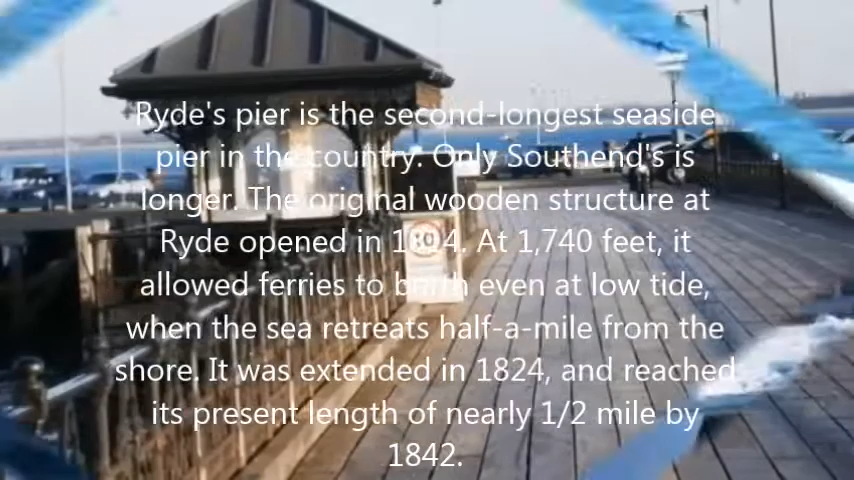 Ryde's pier is the second-longest seaside
pier in the country. Only Southend's is
longer. The original wooden structure at
Ryde opened in 1814. At 1,740 feet, it
allowed ferries to berth even at low tide,
when the sea retreats half-a-mile from the
shore. It was extended in 1824, and reached
its present length of nearly 1/2 mile by
1842.